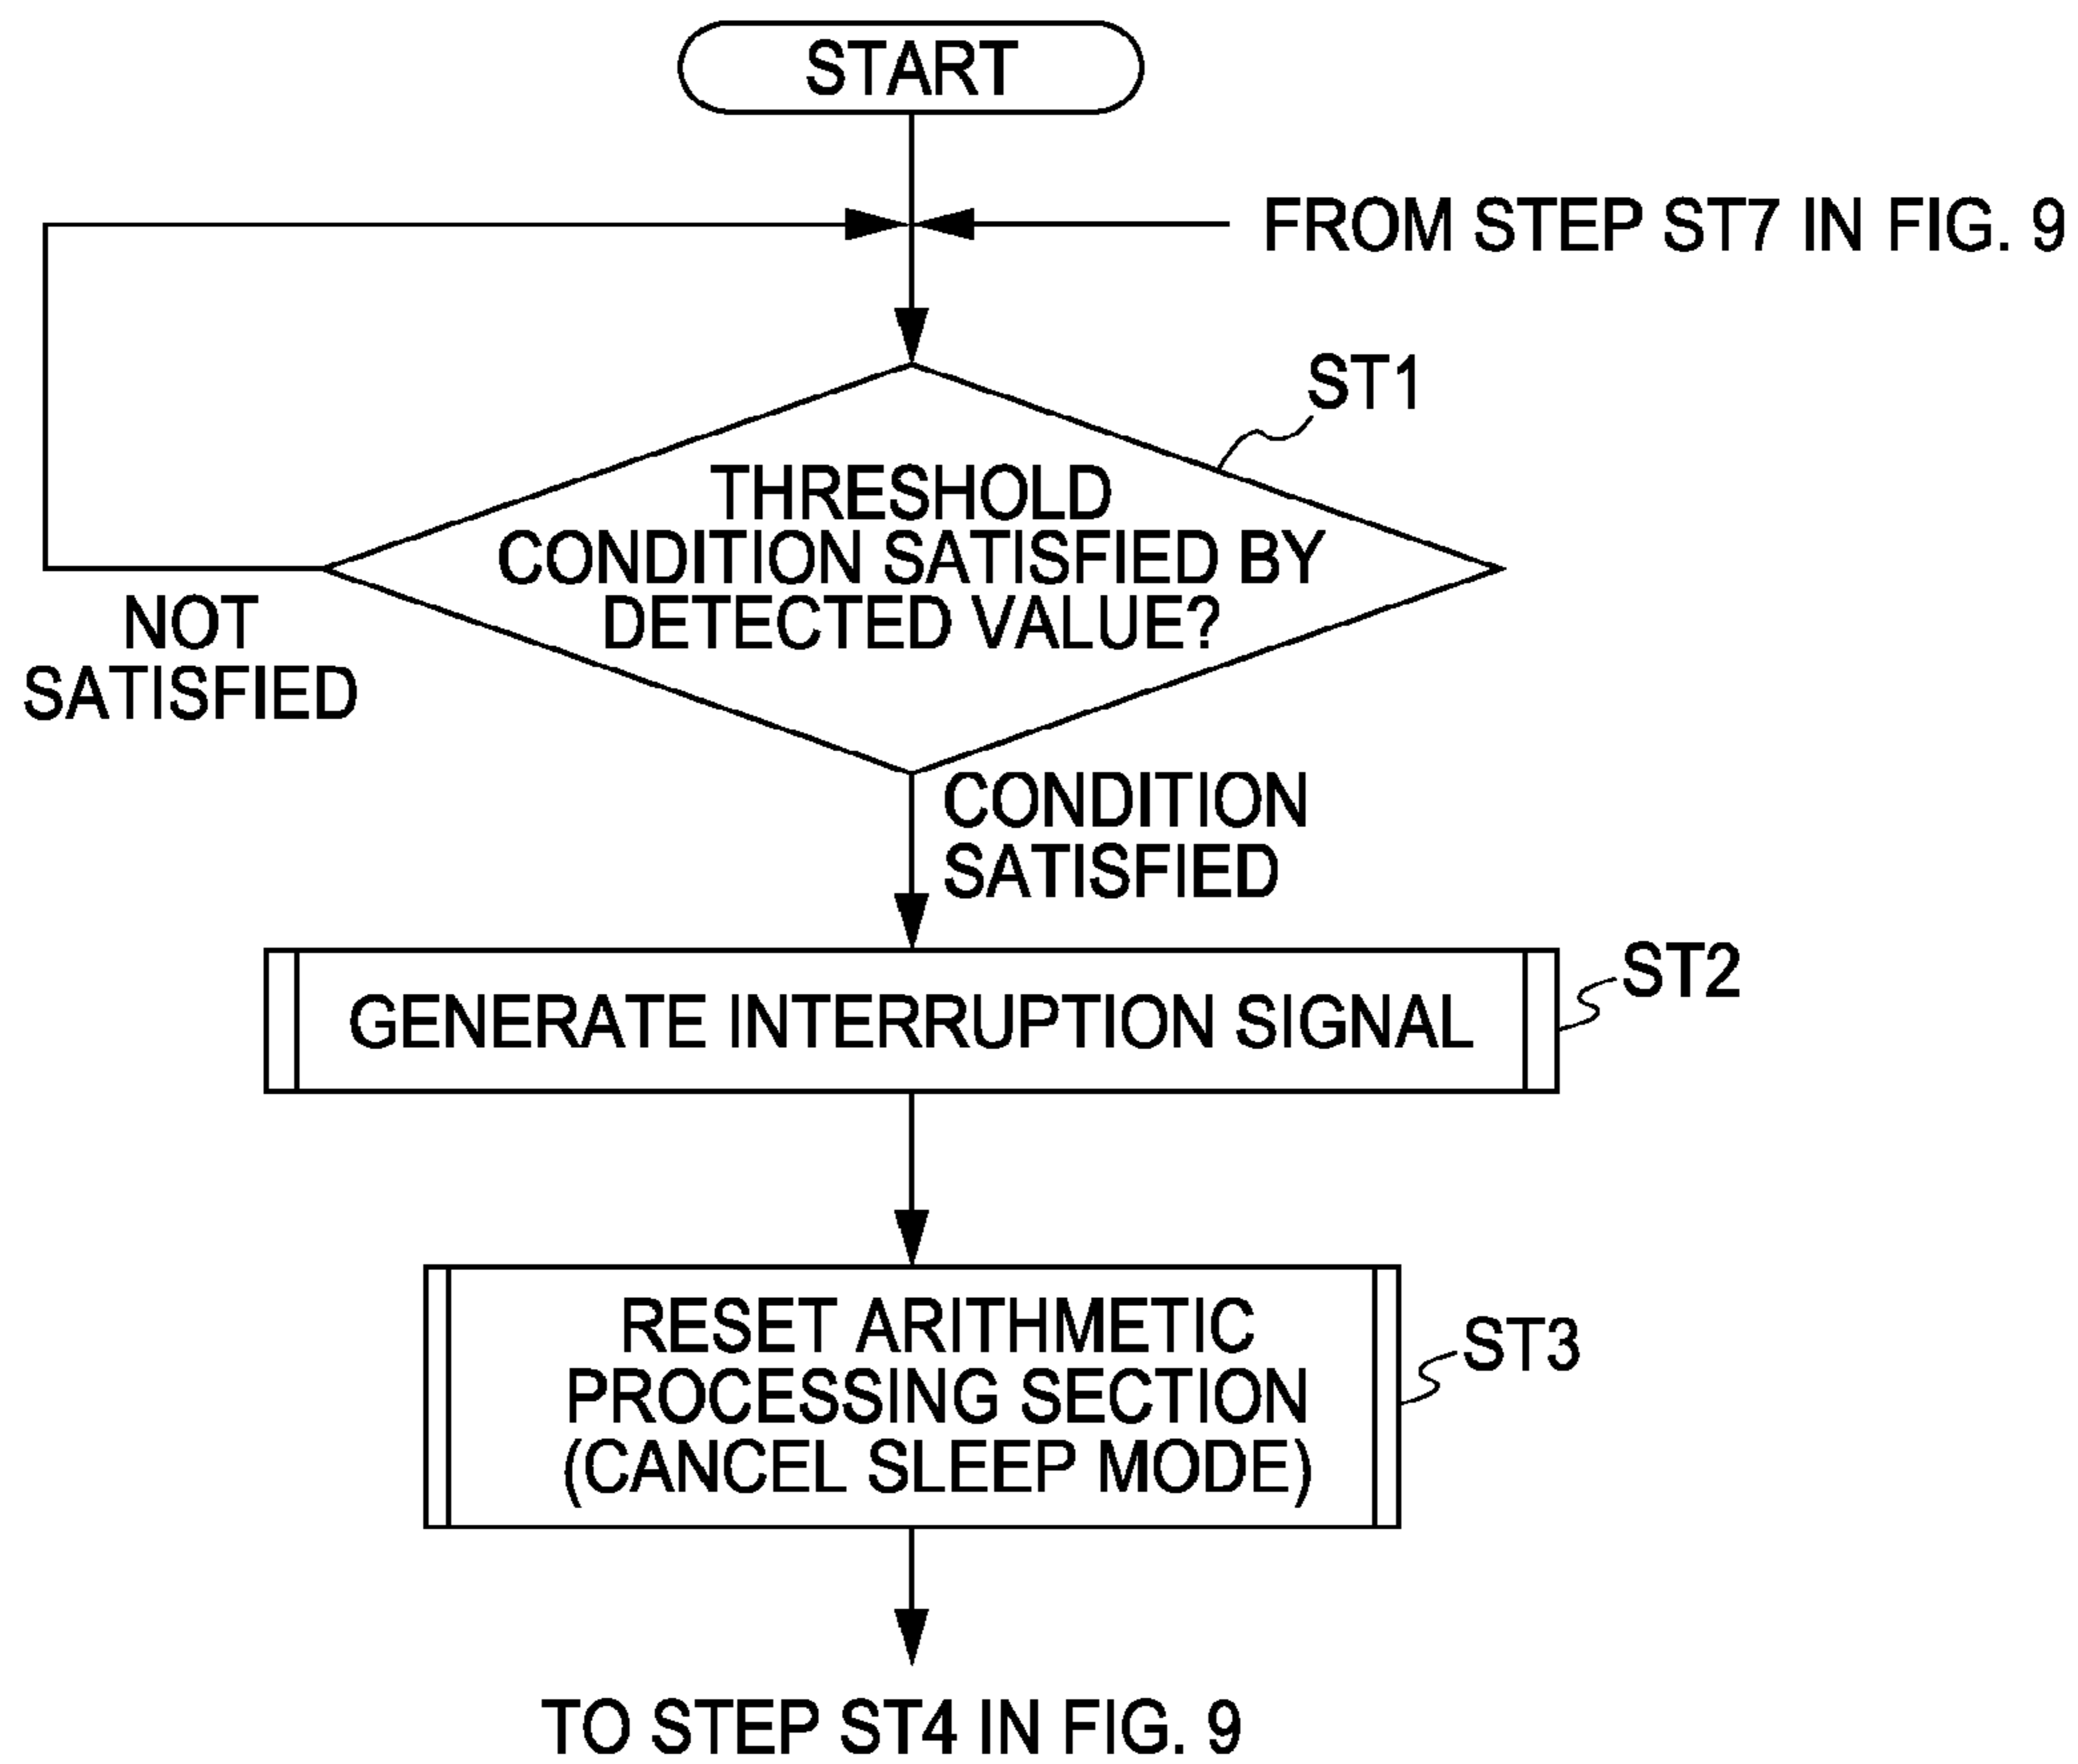 START
FROM STEP ST7 IN FIG. 9
ST1
THRESHOLD
CONDITION SATISFIED BY
DETECTED VALUE?
NOT
SATISFIED
CONDITION
SATISFIED
ST2
GENERATE INTERRUPTION SIGNAL
ST3
RESET ARITHMETIC
PROCESSING SECTION
(CANCEL SLEEP MODE)
TO STEP ST4 IN FIG. 9